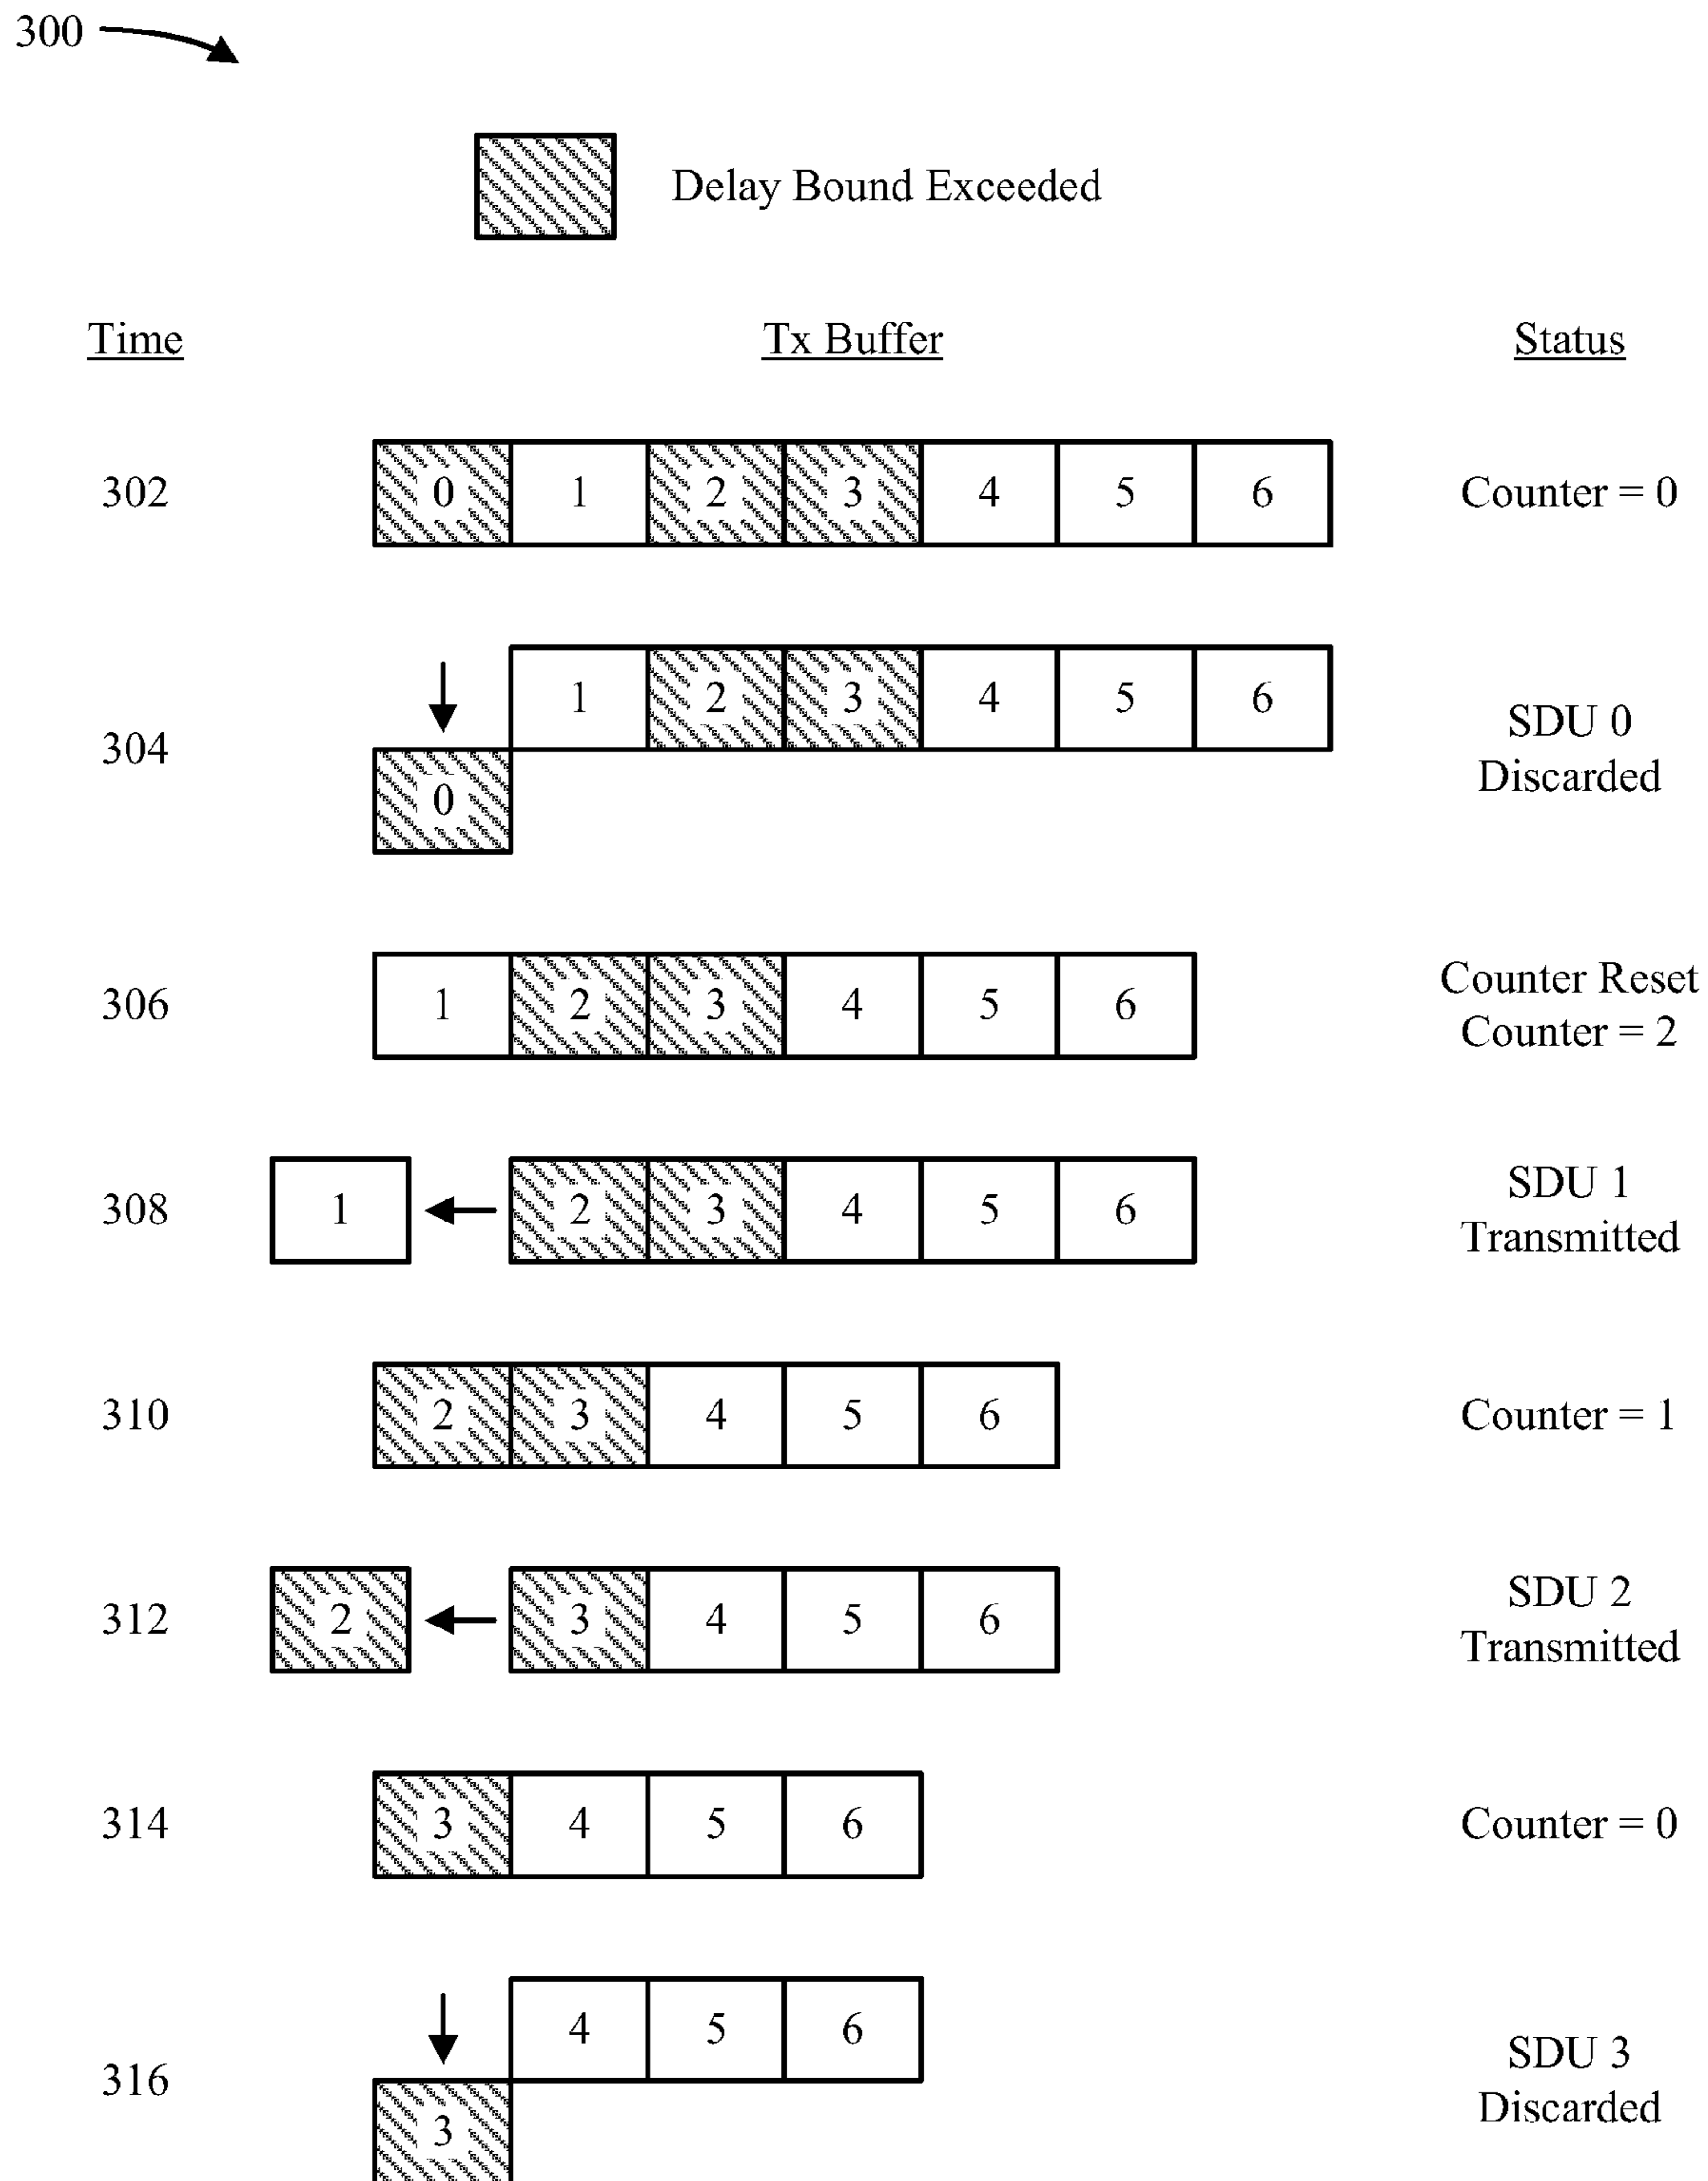 300
Delay Bound Exceeded
Time Tx Buffer Status
302 0 1 2 3 4 5 6 Counter = 0
1 2 3 4 5 6
304 0 SDU 0
Discarded
306 1 2 3 4 5 6 Counter Reset
Counter = 2
308 1 2 3 4 5 6 SDU 1
Transmitted
310 2 3 4 5 6 Counter = 1
312 2 3 4 5 6 SDU 2
Transmitted
314 3 4 5 6 Counter = 0
4 5 6
316 3 SDU 3
Discarded